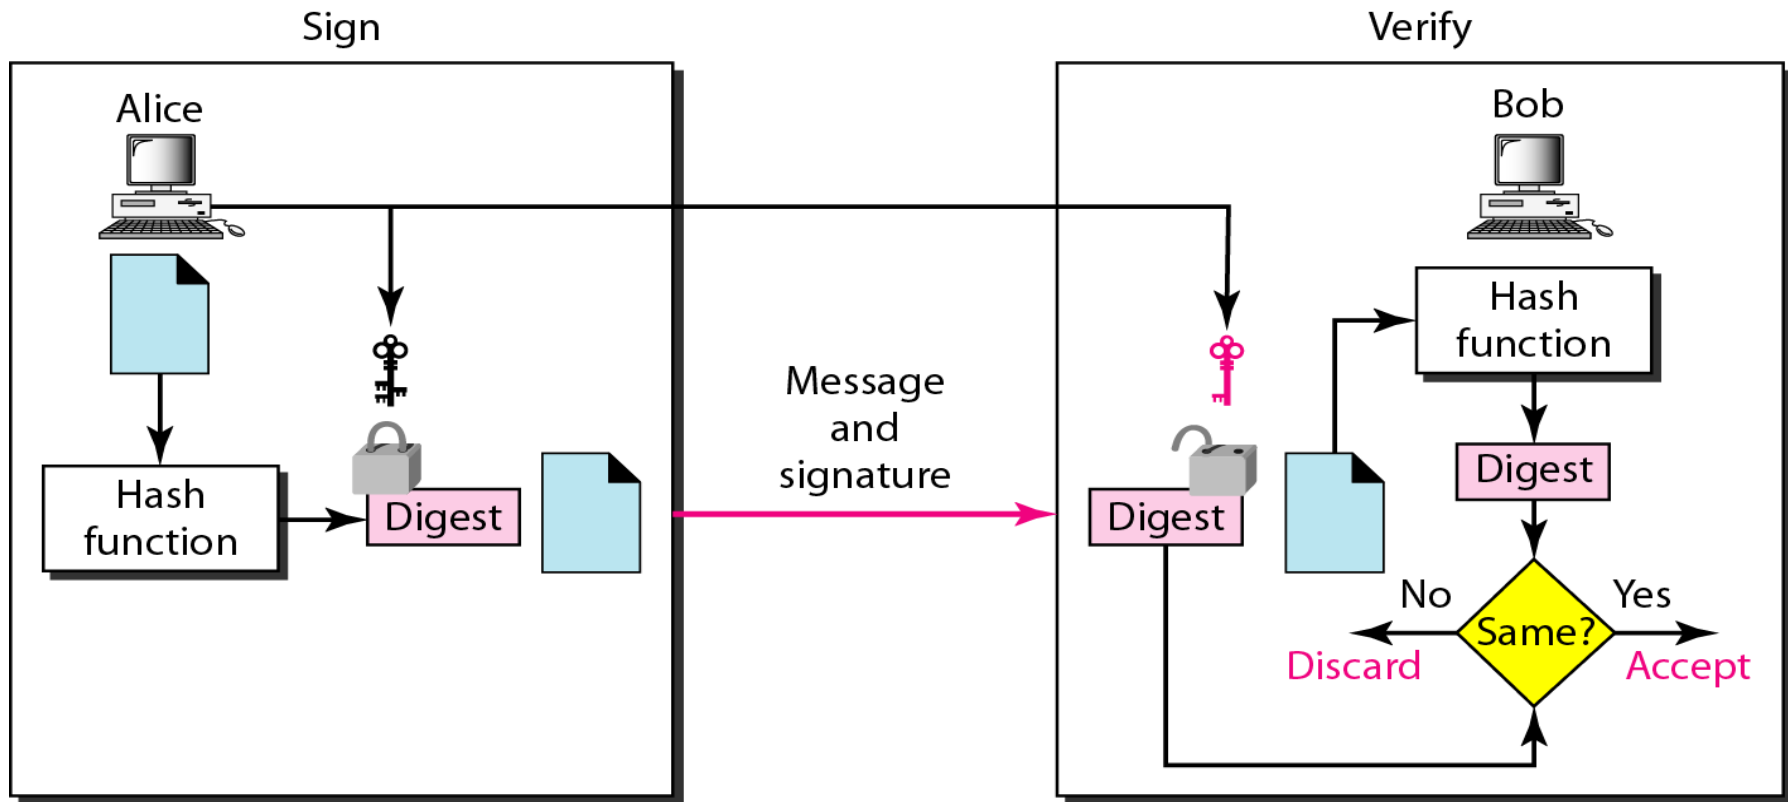 Sign
Alice
Hash
function
Digest
Message
and
signature
Verify
Bob
Hash
function
Digest
Digest
Same?
No
Discard
Yes
Accept